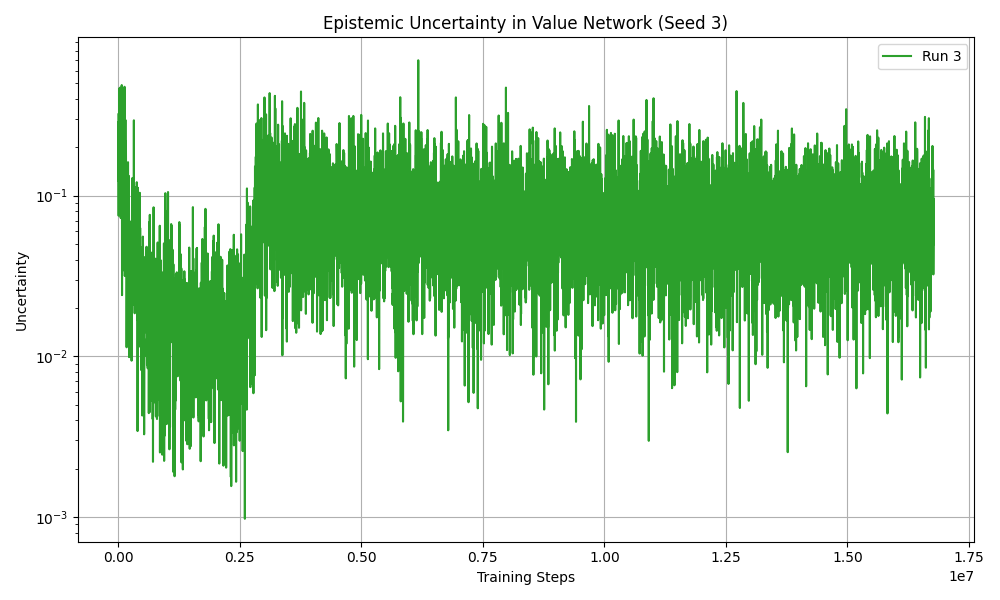 Epistemic Uncertainty in Value Network (Seed 3)
Run 3
Uncertainty
10⁻¹
10⁻²
10⁻³
0.00 0.25 0.50 0.75 1.00 1.25 1.50 1.75
1e7
Training Steps